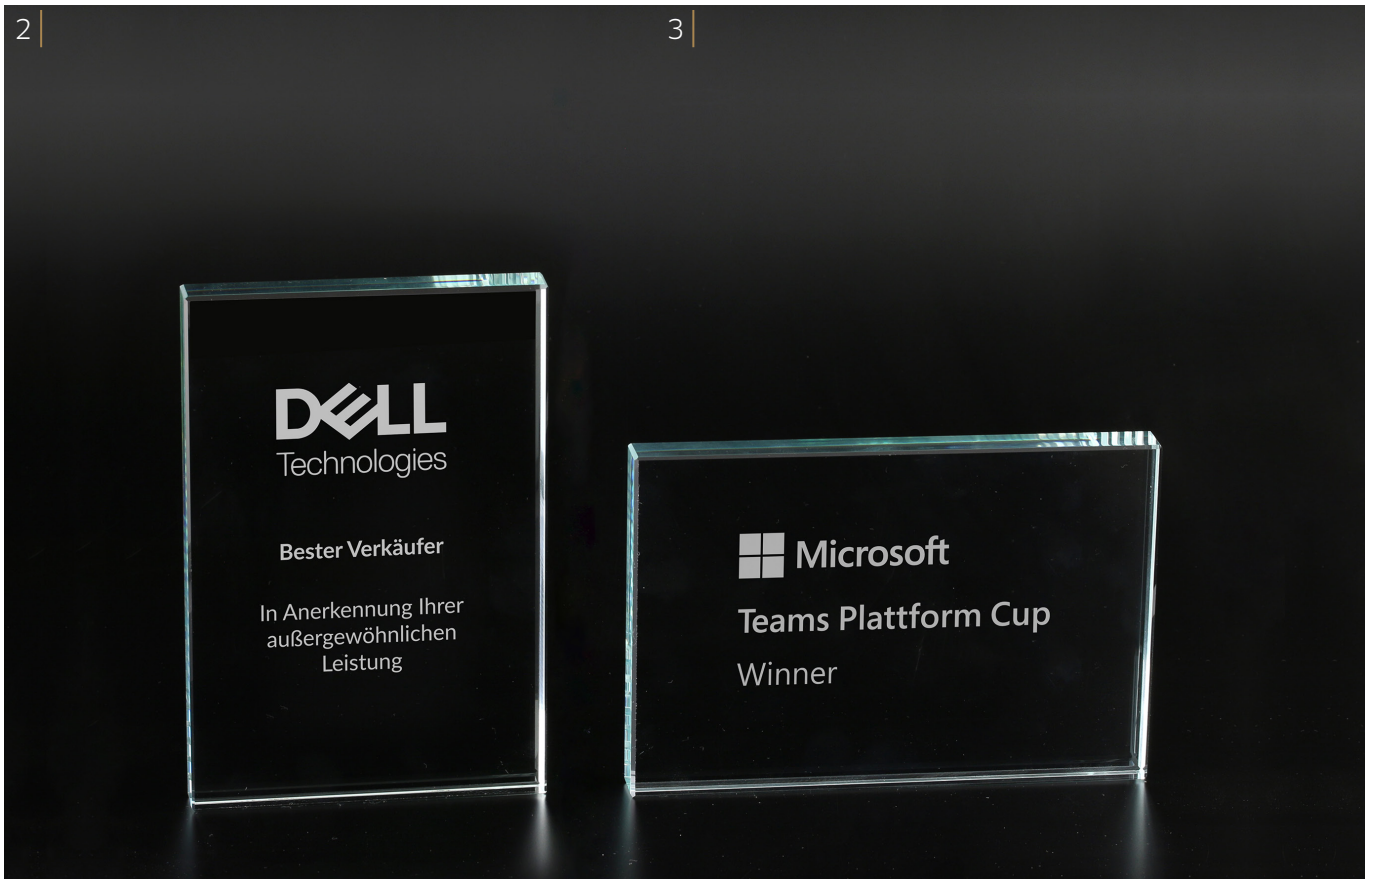 2
3
DELL
Technologies
Bester Verkäufer
In Anerkennung Ihrer
außergewöhnlichen
Leistung
Microsoft
Teams Plattform Cup
Winner